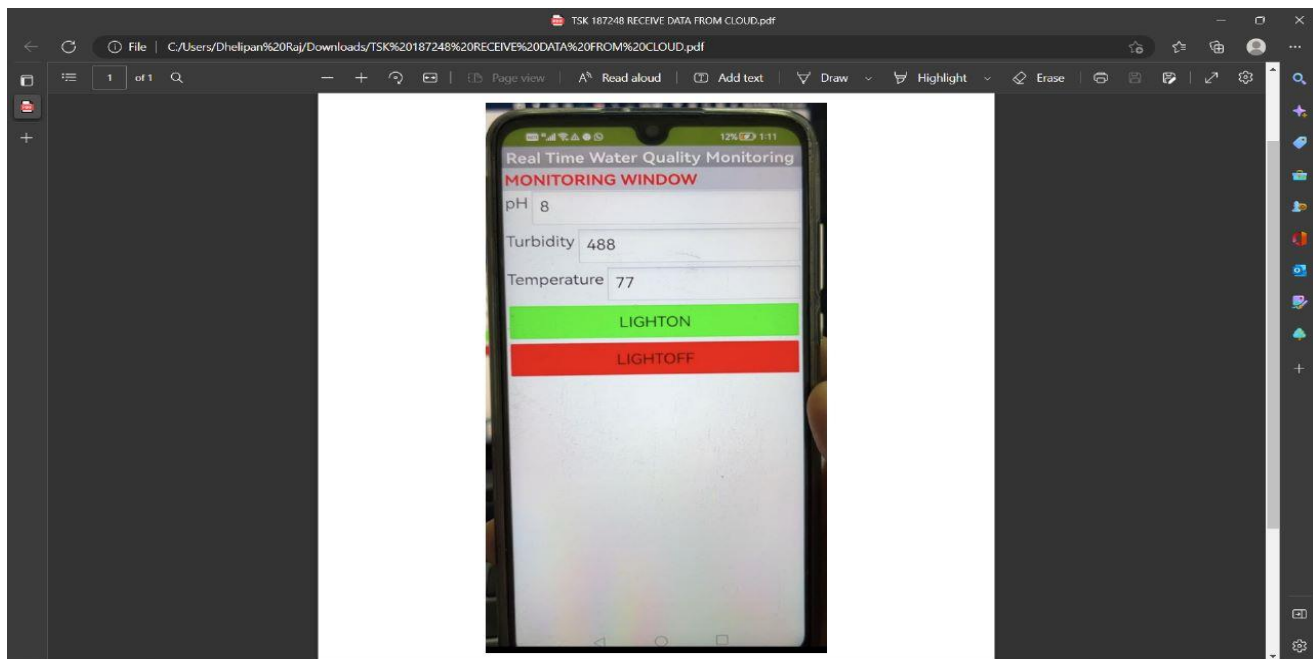 TSK 187248 RECEIVE DATA FROM CLOUD.pdf
File | C:/Users/Dhelipan%20Raj/Downloads/TSK%20187248%20RECEIVE%20DATA%20FROM%20CLOUD.pdf
1 of 1 Page view Read aloud Add text Draw Highlight Erase
12% 1:11
Real Time Water Quality Monitoring
MONITORING WINDOW
pH 8
Turbidity 488
Temperature 77
LIGHTON
LIGHTOFF